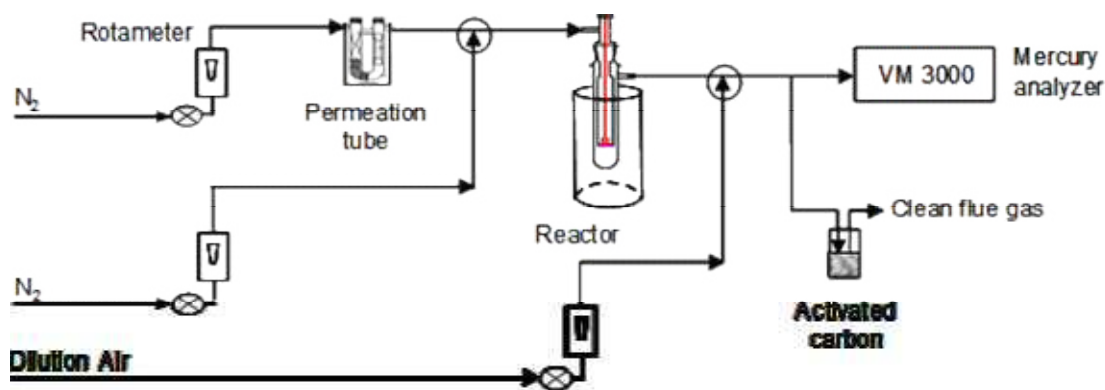 Rotameter
N2
Permeation
tube
VM 3000
Mercury
analyzer
Reactor
Clean flue gas
N2
Activated
carbon
Dilution Air